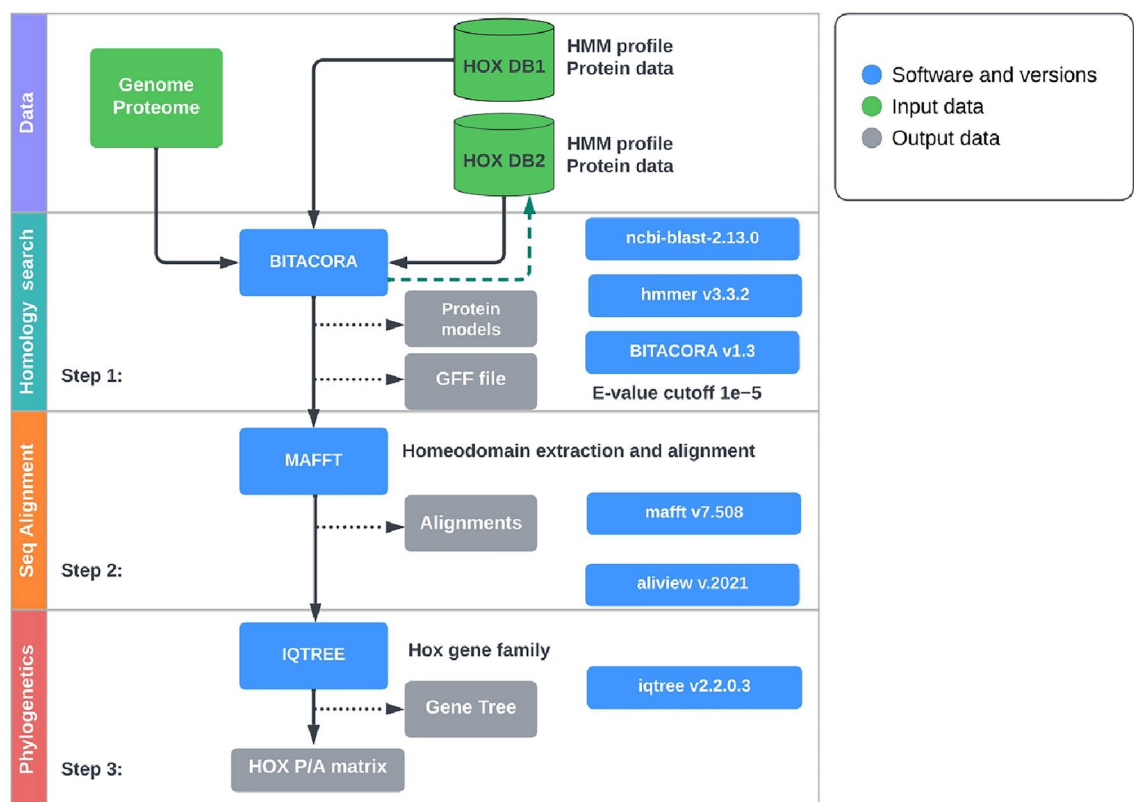 Data
Genome
Proteome
HOX DB1
HMM profile
Protein data
HOX DB2
HMM profile
Protein data
Software and versions
Input data
Output data
Homology search
BITACORA
ncbi-blast-2.13.0
hmmer v3.3.2
Protein
models
BITACORA v1.3
Step 1:
GFF file
E-value cutoff 1e−5
Seq Alignment
MAFFT
Homeodomain extraction and alignment
Alignments
mafft v7.508
Step 2:
aliview v.2021
Phylogenetics
IQTREE
Hox gene family
iqtree v2.2.0.3
Gene Tree
Step 3:
HOX P/A matrix